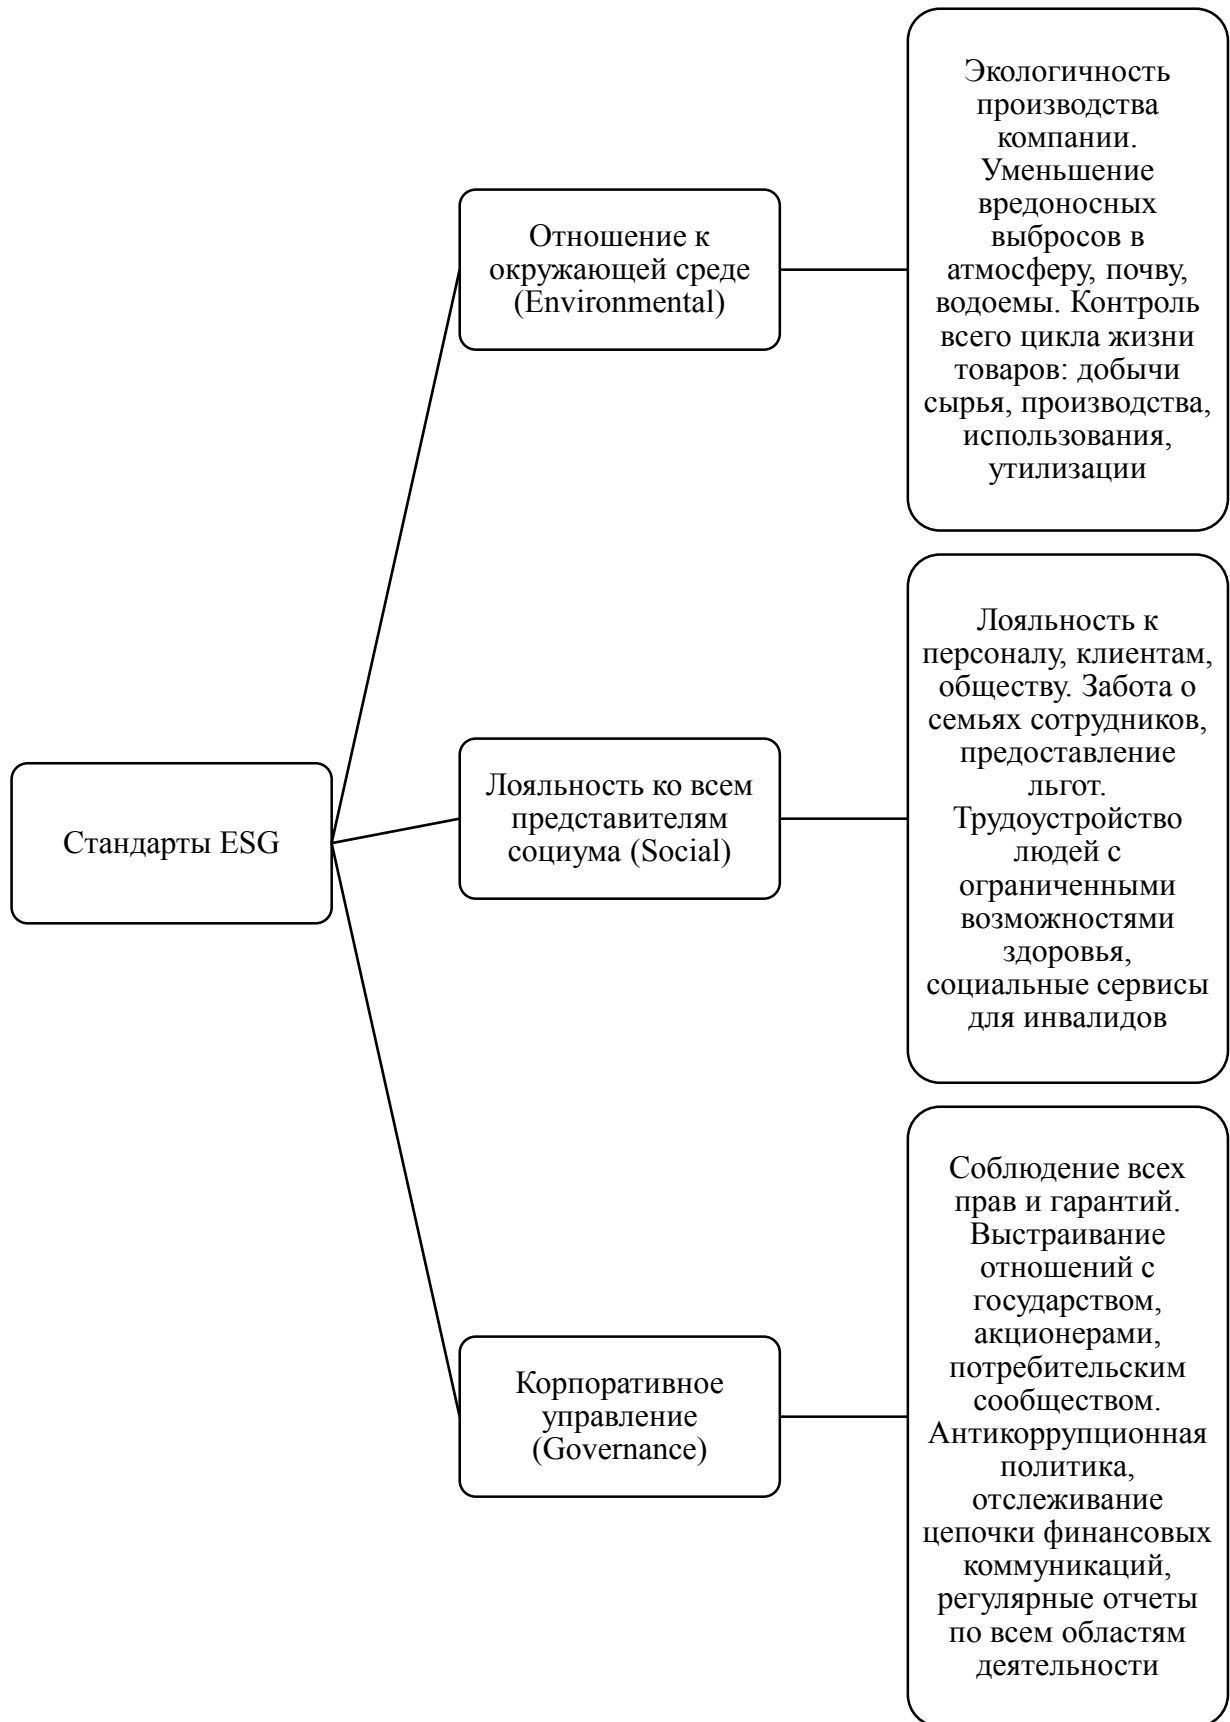 Стандарты ESG
Отношение к
окружающей среде
(Environmental)
Экологичность
производства
компании.
Уменьшение
вредоносных
выбросов в
атмосферу, почву,
водоемы. Контроль
всего цикла жизни
товаров: добычи
сырья, производства,
использования,
утилизации
Лояльность ко всем
представителям
социума (Social)
Лояльность к
персоналу, клиентам,
обществу. Забота о
семьях сотрудников,
предоставление
льгот.
Трудоустройство
людей с
ограниченными
возможностями
здоровья,
социальные сервисы
для инвалидов
Корпоративное
управление
(Governance)
Соблюдение всех
прав и гарантий.
Выстраивание
отношений с
государством,
акционерами,
потребительским
сообществом.
Антикоррупционная
политика,
отслеживание
цепочки финансовых
коммуникаций,
регулярные отчеты
по всем областям
деятельности